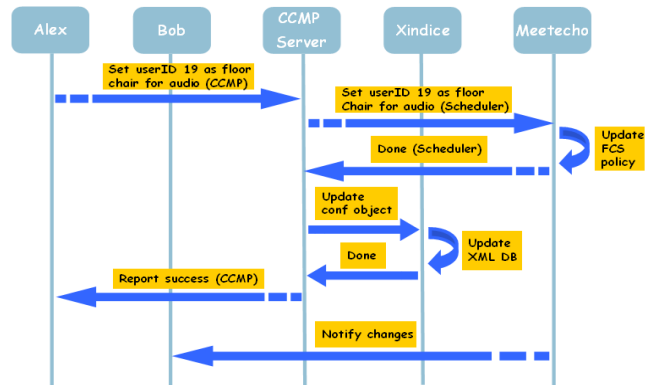 Alex
Bob
CCMP
Server
Xindice
Meetecho
Set userID 19 as floor
chair for audio (CCMP)
Set userID 19 as floor
Chair for audio (Scheduler)
Update
FCS
policy
Done (Scheduler)
Update
conf object
Update
XML DB
Done
Report success (CCMP)
Notify changes